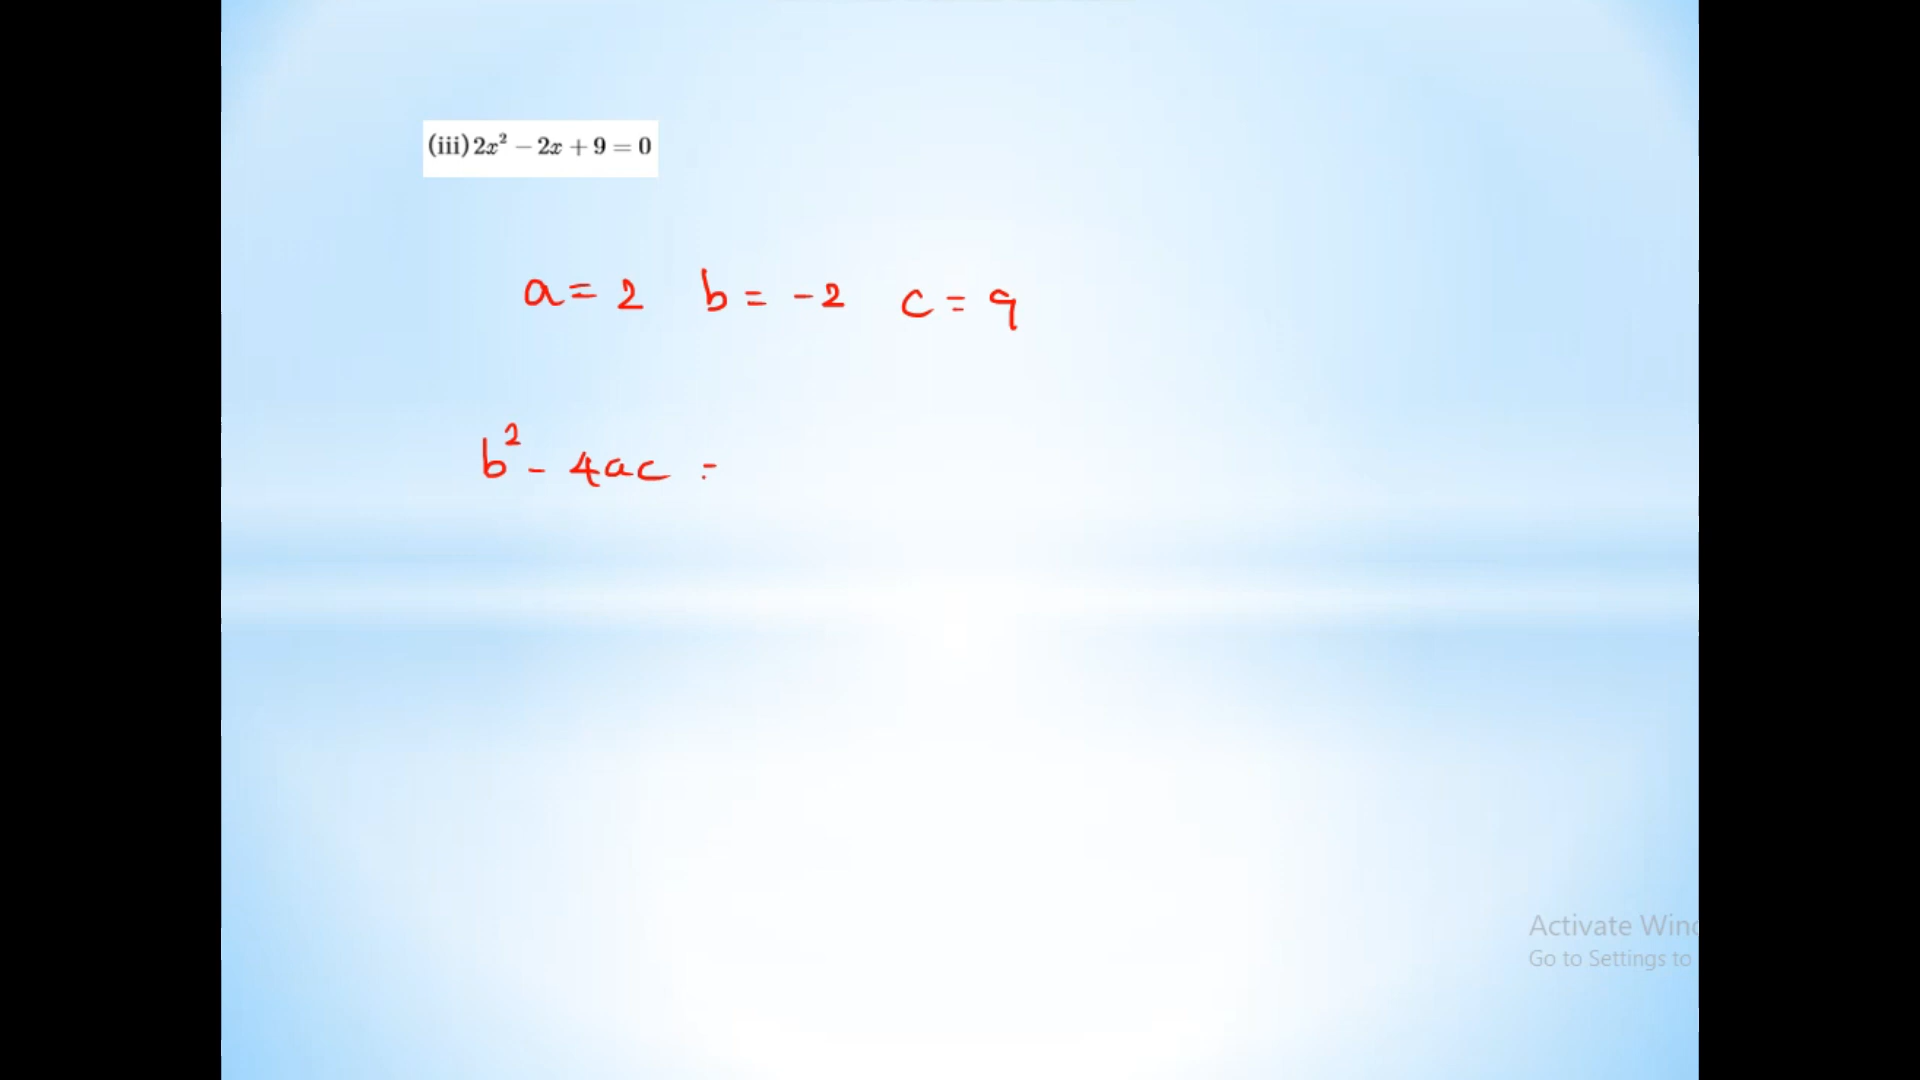 (iii) 2x² − 2x + 9 = 0
a = 2 b = -2 c = 9
b² - 4ac =
Activate Win
Go to Settings to